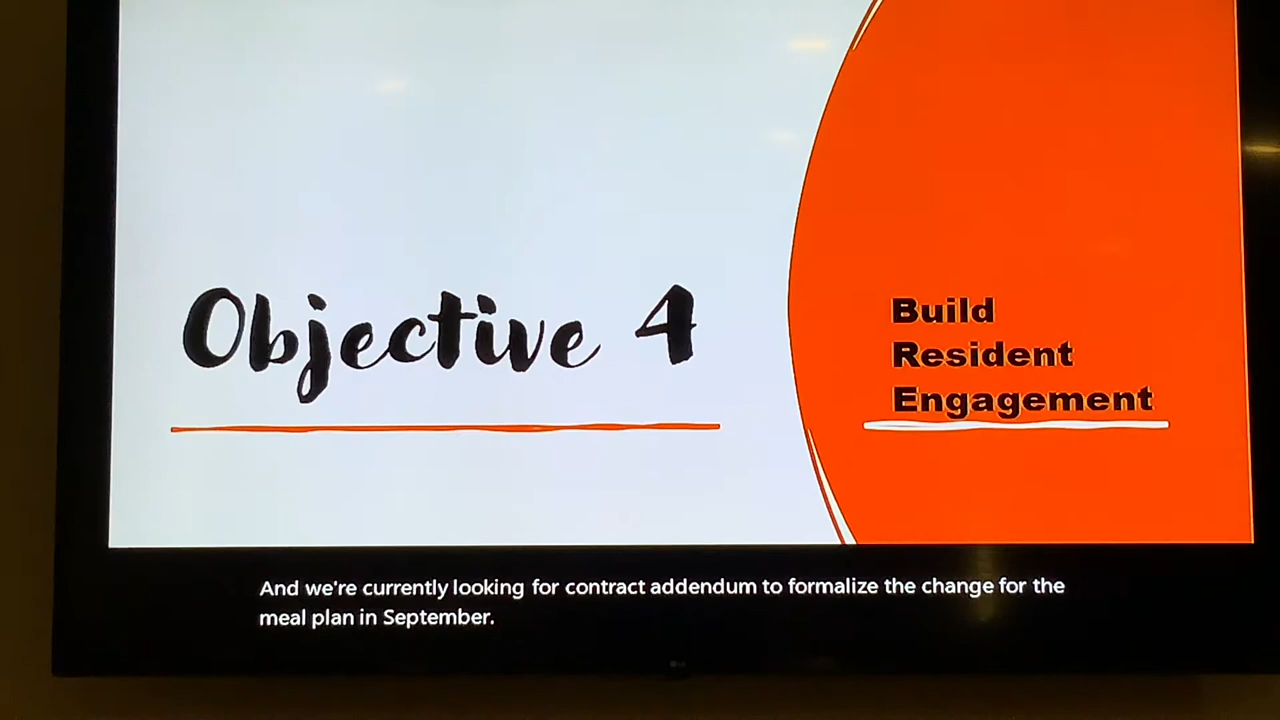 Objective 4
Build
Resident
Engagement
And we're currently looking for contract addendum to formalize the change for the
meal plan in September.